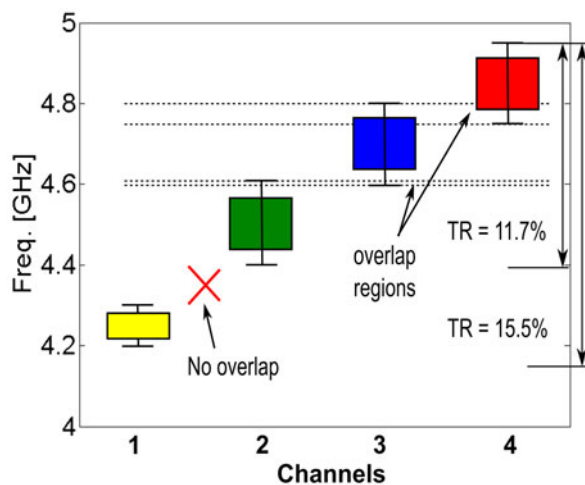 5
4.8
4.6
4.4
4.2
4
Freq. [GHz]
TR = 11.7%
overlap
regions
TR = 15.5%
No overlap
1 2 3 4
Channels